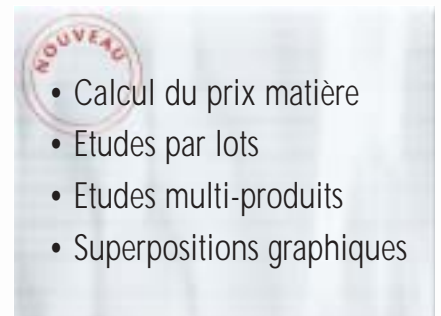 NOUVEAU
• Calcul du prix matière
• Etudes par lots
• Etudes multi-produits
• Superpositions graphiques